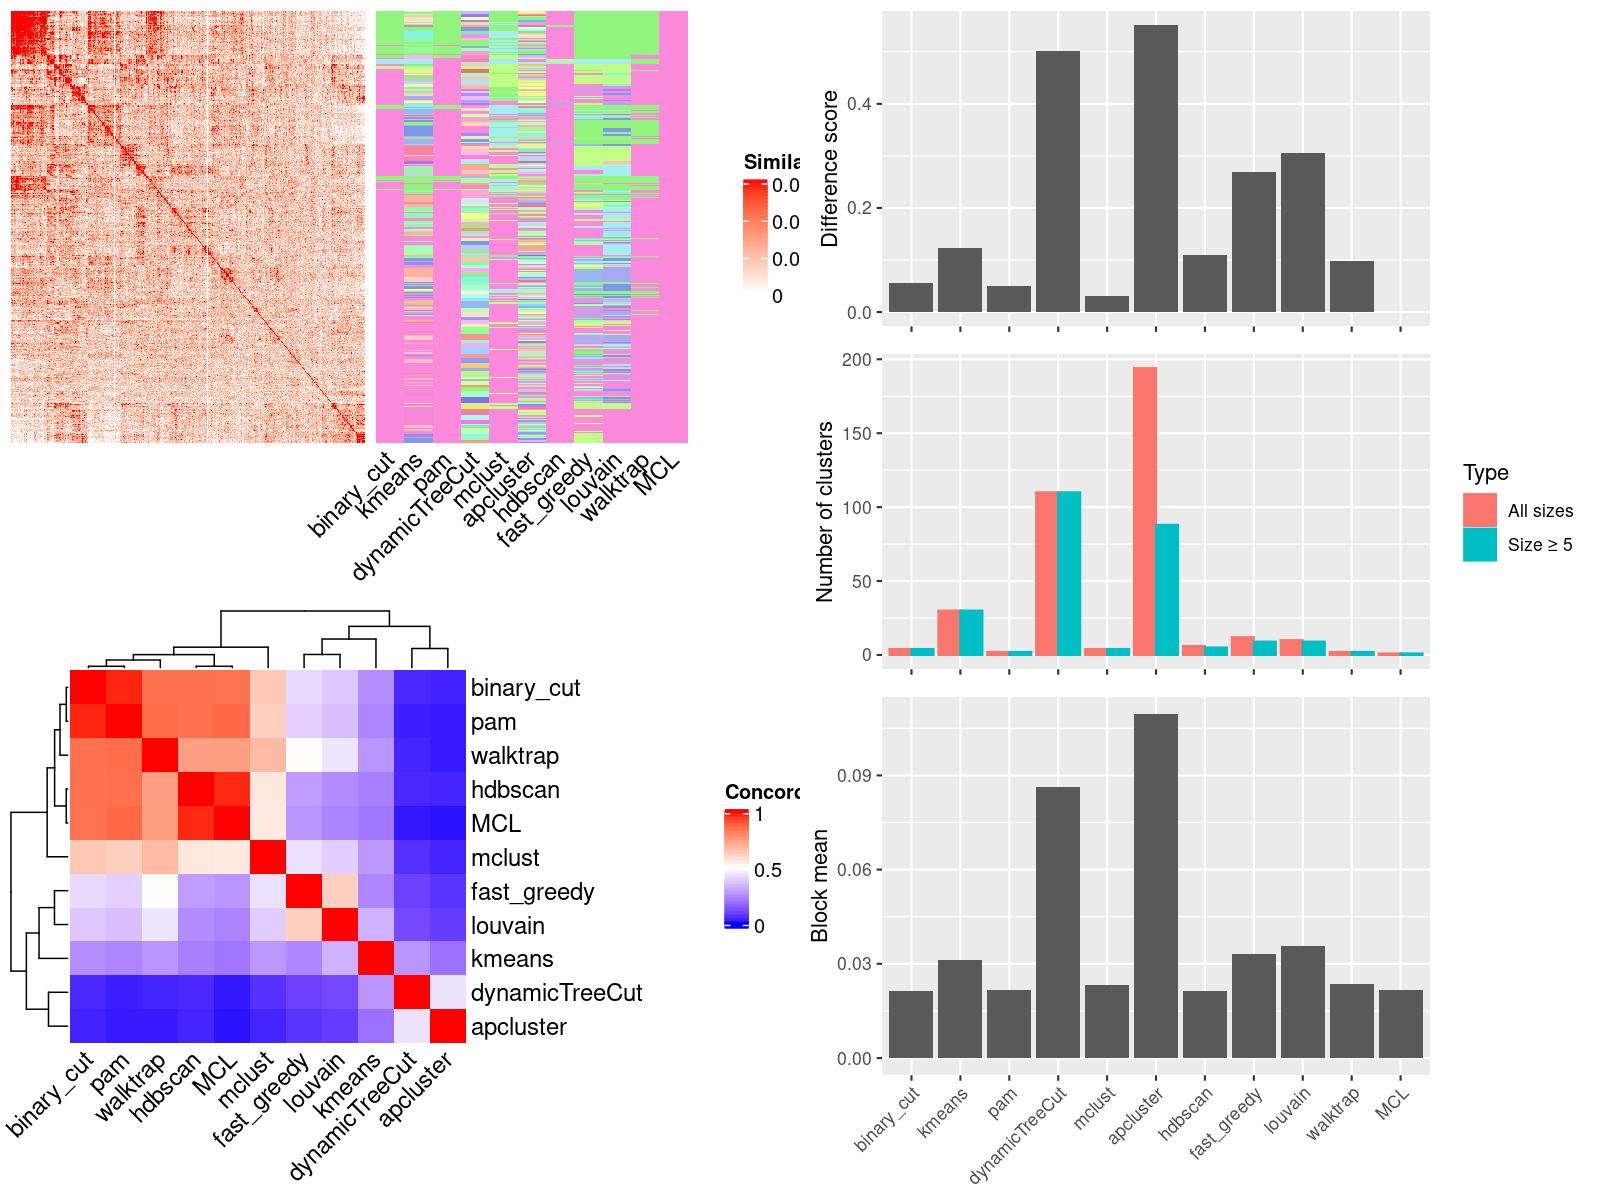 Simila
0.0
0.0
0.0
0
binary_cut
kmeans
pam
dynamicTreeCut
mclust
apcluster
hdbscan
fast_greedy
louvain
walktrap
MCL
binary_cut
pam
walktrap
hdbscan
MCL
mclust
fast_greedy
louvain
kmeans
dynamicTreeCut
apcluster
binary_cut
pam
walktrap
hdbscan
MCL
mclust
fast_greedy
louvain
kmeans
dynamicTreeCut
apcluster
Concord
1
0.5
0
Difference score
0.4
0.2
0.0
Number of clusters
200
150
100
50
0
Type
All sizes
Size ≥ 5
Block mean
0.09
0.06
0.03
0.00
binary_cut
kmeans
pam
dynamicTreeCut
mclust
apcluster
hdbscan
fast_greedy
louvain
walktrap
MCL